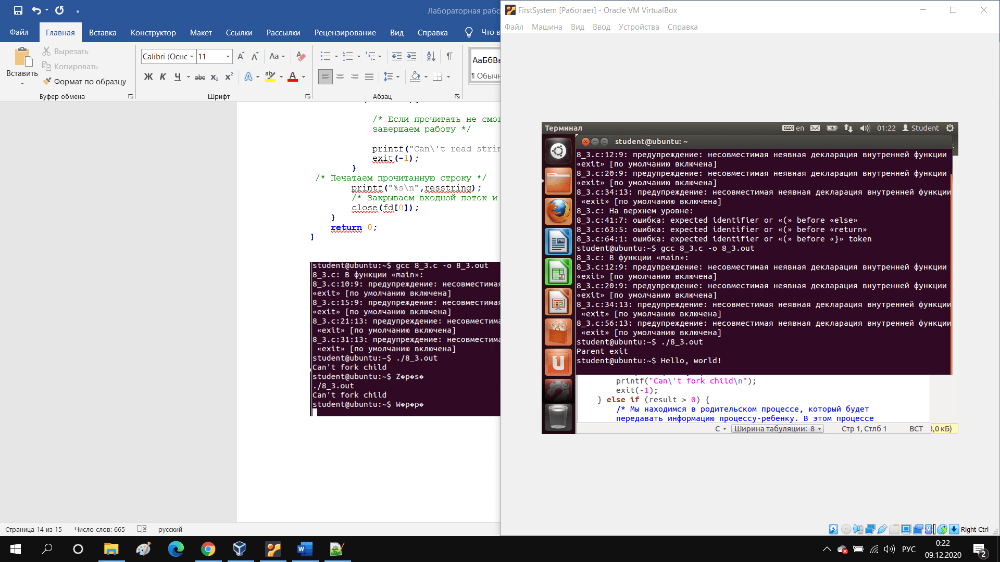 Лабораторная рабо
Файл Главная Вставка Конструктор Макет Ссылки Рассылки Рецензирование Вид Справка Что в
Вставить
Вырезать
Копировать
Формат по образцу
Буфер обмена
Calibri (Оснс 11
Aa
Ж К Ч abc x₂ x² A aby A
Шрифт
Абзац
АаБбВв
¶ Обычн
/* Если прочитать не смог
завершаем работу */
printf("Can\'t read strin
exit(-1);
}
/* Печатаем прочитанную строку */
printf("%s\n",resstring);
/* Закрываем входной поток и
close(fd[0]);
}
return 0;
}
student@ubuntu:~$ gcc 8_3.c -o 8_3.out
8_3.c: В функции «main»:
8_3.c:10:9: предупреждение: несовместимая
«exit» [по умолчанию включена]
8_3.c:15:9: предупреждение: несовместимая
«exit» [по умолчанию включена]
8_3.c:21:13: предупреждение: несовместима
«exit» [по умолчанию включена]
8_3.c:31:13: предупреждение: несовместима
«exit» [по умолчанию включена]
student@ubuntu:~$ ./8_3.out
Can't fork child
student@ubuntu:~$ Z�p�s�
./8_3.out
Can't fork child
student@ubuntu:~$ W�p�p�
Страница 14 из 15 Число слов: 665 русский
FirstSystem [Работает] - Oracle VM VirtualBox
Файл Машина Вид Ввод Устройства Справка
Терминал en 01:22 Student
student@ubuntu: ~
8_3.c:12:9: предупреждение: несовместимая неявная декларация внутренней функции
«exit» [по умолчанию включена]
8_3.c:20:9: предупреждение: несовместимая неявная декларация внутренней функции
«exit» [по умолчанию включена]
8_3.c:34:13: предупреждение: несовместимая неявная декларация внутренней функции
«exit» [по умолчанию включена]
8_3.c: На верхнем уровне:
8_3.c:41:7: ошибка: expected identifier or «(» before «else»
8_3.c:63:5: ошибка: expected identifier or «(» before «return»
8_3.c:64:1: ошибка: expected identifier or «(» before «}» token
student@ubuntu:~$ gcc 8_3.c -o 8_3.out
8_3.c: В функции «main»:
8_3.c:12:9: предупреждение: несовместимая неявная декларация внутренней функции
«exit» [по умолчанию включена]
8_3.c:20:9: предупреждение: несовместимая неявная декларация внутренней функции
«exit» [по умолчанию включена]
8_3.c:34:13: предупреждение: несовместимая неявная декларация внутренней функции
«exit» [по умолчанию включена]
8_3.c:56:13: предупреждение: несовместимая неявная декларация внутренней функции
«exit» [по умолчанию включена]
student@ubuntu:~$ ./8_3.out
Parent exit
student@ubuntu:~$ Hello, world!
printf("Can\'t fork child\n");
exit(-1);
} else if (result > 0) {
/* Мы находимся в родительском процессе, который будет
передавать информацию процессу-ребенку. В этом процессе
C Ширина табуляции: 8 Стр 1, Стлб 1 ВСТ 3,0 кБ)
Right Ctrl
РУС
0:22
09.12.2020
2